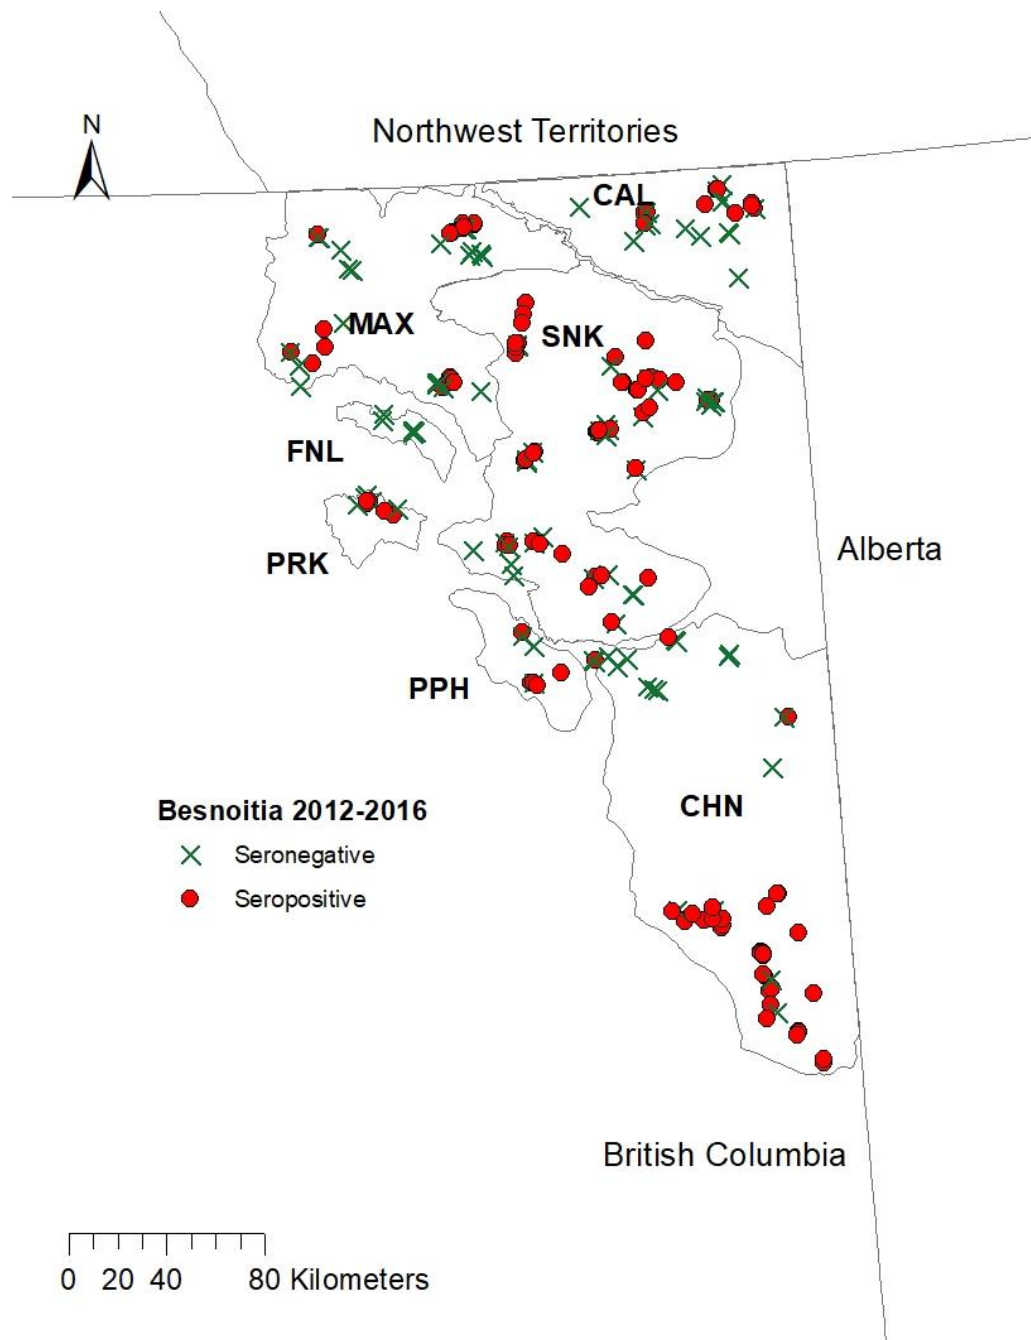 N
Northwest Territories
CAL
MAX
SNK
FNL
PRK
Alberta
PPH
CHN
Besnoitia 2012-2016
Seronegative
Seropositive
British Columbia
0 20 40 80 Kilometers